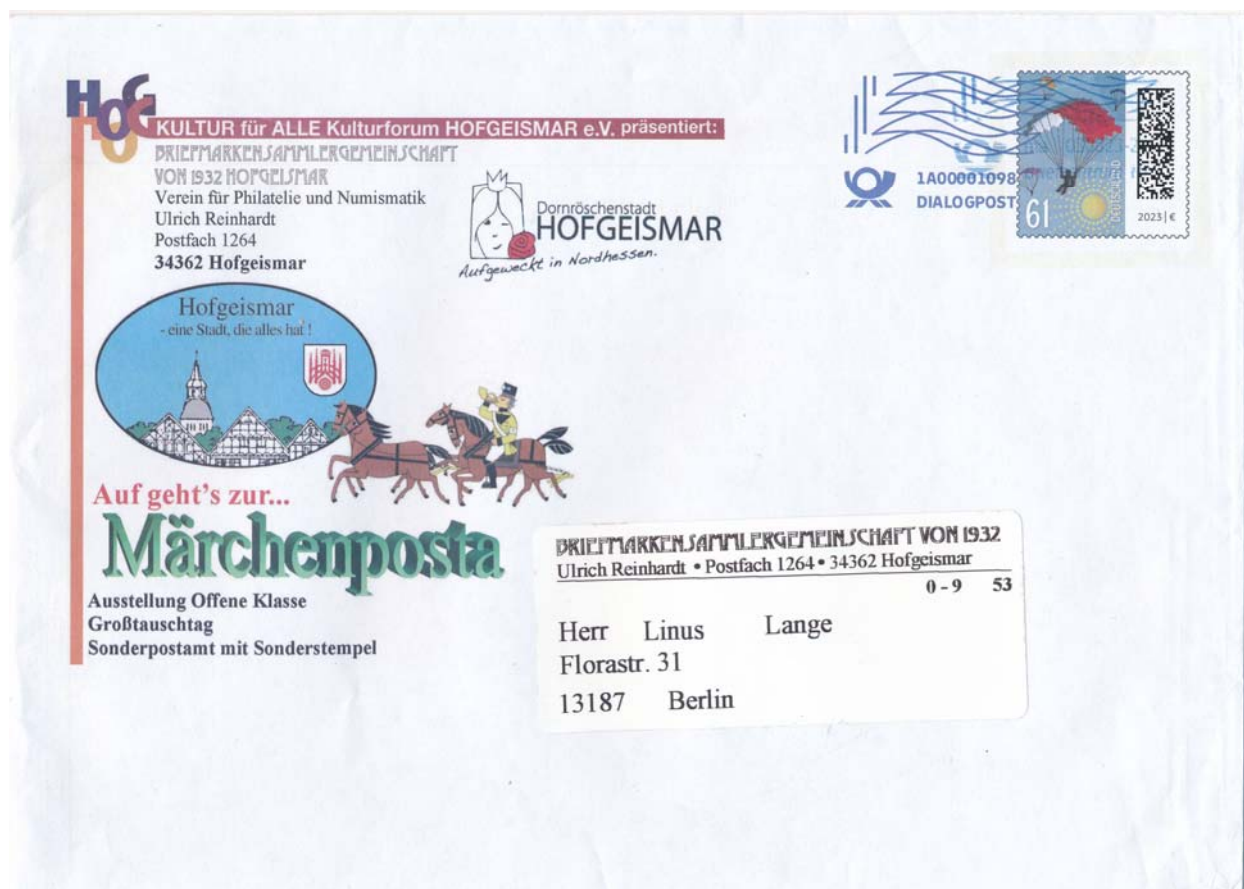 HOG
HO
KULTUR für ALLE Kulturforum HOFGEISMAR e.V. präsentiert:
BRIEFMARKENSAMMLERGEMEINSCHAFT
VON 1932 HOFGEISMAR
Verein für Philatelie und Numismatik
Ulrich Reinhardt
Postfach 1264
34362 Hofgeismar
Dornröschenstadt
HOFGEISMAR
Aufgeweckt in Nordhessen.
1A00001098
DIALOGPOST
61
DEUTSCHLAND
2023 | €
Hofgeismar
- eine Stadt, die alles hat !
Auf geht's zur...
Märchenposta
Ausstellung Offene Klasse
Großtauschtag
Sonderpostamt mit Sonderstempel
BRIEFMARKENSAMMLERGEMEINSCHAFT VON 1932
Ulrich Reinhardt • Postfach 1264 • 34362 Hofgeismar
0 - 9 53
Herr Linus Lange
Florastr. 31
13187 Berlin